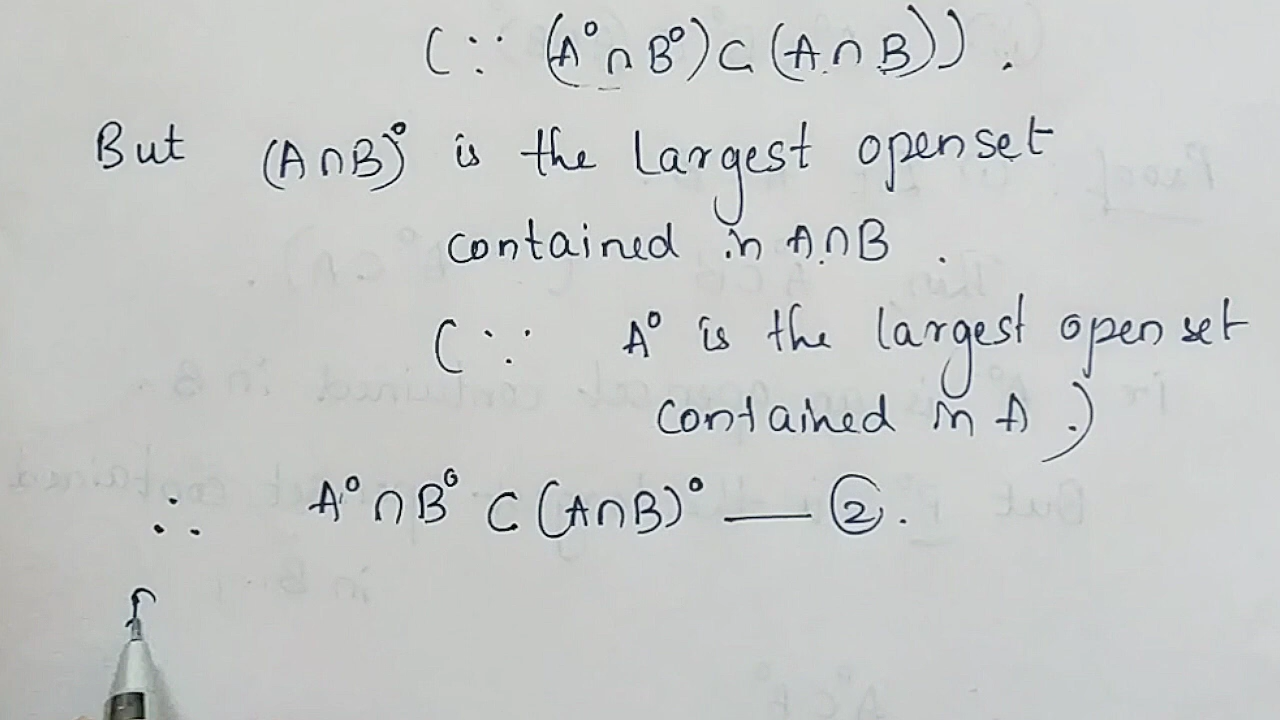 (∵ (A°∩B°)⊂(A∩B)).
But (A∩B)° is the largest open set
contained in A∩B.
(∵ A° is the largest open set
contained in A.)
∴ A°∩B° ⊂ (A∩B)° — ②.